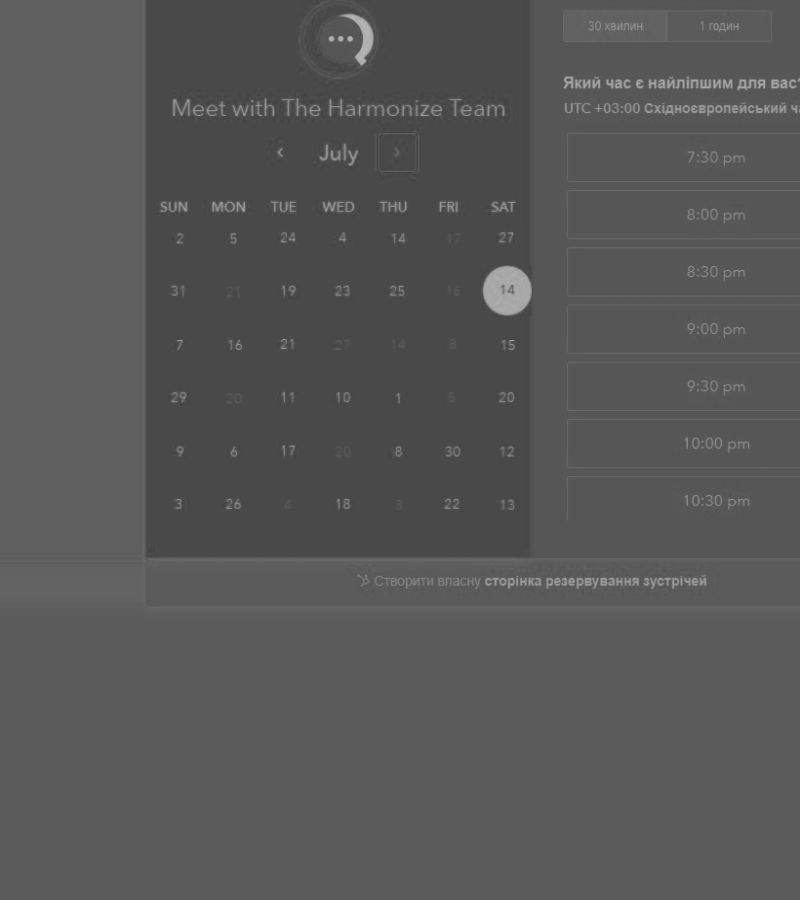 30 хвилин 1 годин
Meet with The Harmonize Team
July
SUN MON TUE WED THU FRI SAT
2 5 24 4 14 17 27
31 21 19 23 25 16 14
7 16 21 27 14 8 15
29 20 11 10 1 5 20
9 6 17 20 8 30 12
3 26 4 18 3 22 13
Який час є найліпшим для вас
UTC +03:00 Східноєвропейський
7:30 pm
8:00 pm
8:30 pm
9:00 pm
9:30 pm
10:00 pm
10:30 pm
Створити власну сторінка резервування зустрічей